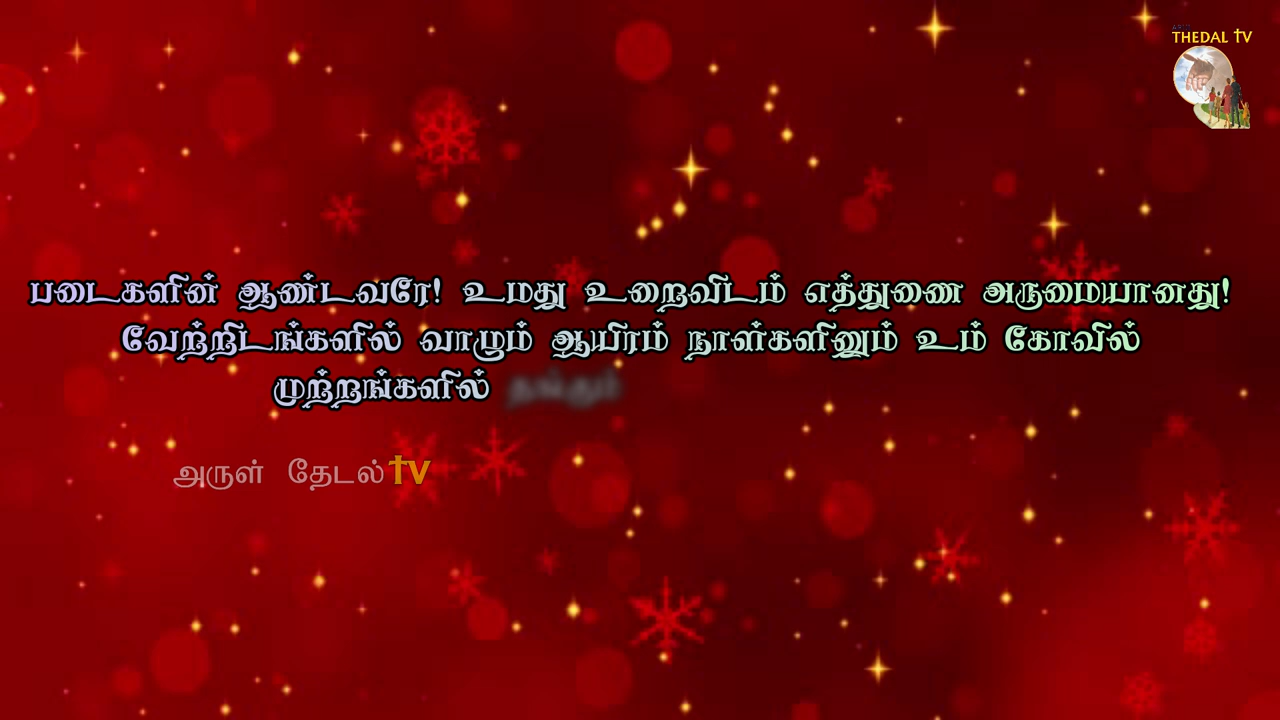 THEDAL TV
படைகளின் ஆண்டவரே! உமது உறைவிடம் எத்துணை அருமையானது!
வேற்றிடங்களில் வாழும் ஆயிரம் நாள்களினும் உம் கோவில்
முற்றங்களில்
அருள் தேடல் TV